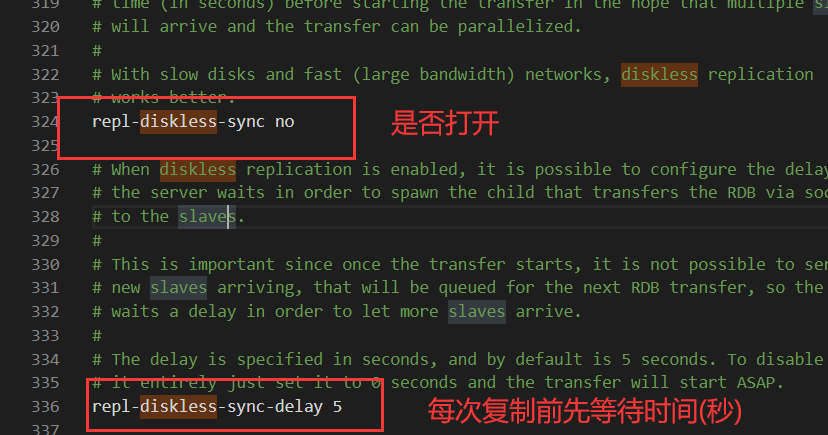 319 # time (in seconds) before starting the transfer in the hope that multiple
320 # will arrive and the transfer can be parallelized.
321 #
322 # With slow disks and fast (large bandwidth) networks, diskless replication
323 # works better.
324 repl-diskless-sync no 是否打开
325
326 # When diskless replication is enabled, it is possible to configure the delay
327 # the server waits in order to spawn the child that transfers the RDB via
328 # to the slaves.
329 #
330 # This is important since once the transfer starts, it is not possible to
331 # new slaves arriving, that will be queued for the next RDB transfer, so the
332 # waits a delay in order to let more slaves arrive.
333 #
334 # The delay is specified in seconds, and by default is 5 seconds. To disable
335 # it entirely just set it to 0 seconds and the transfer will start ASAP.
336 repl-diskless-sync-delay 5 每次复制前先等待时间(秒)
337